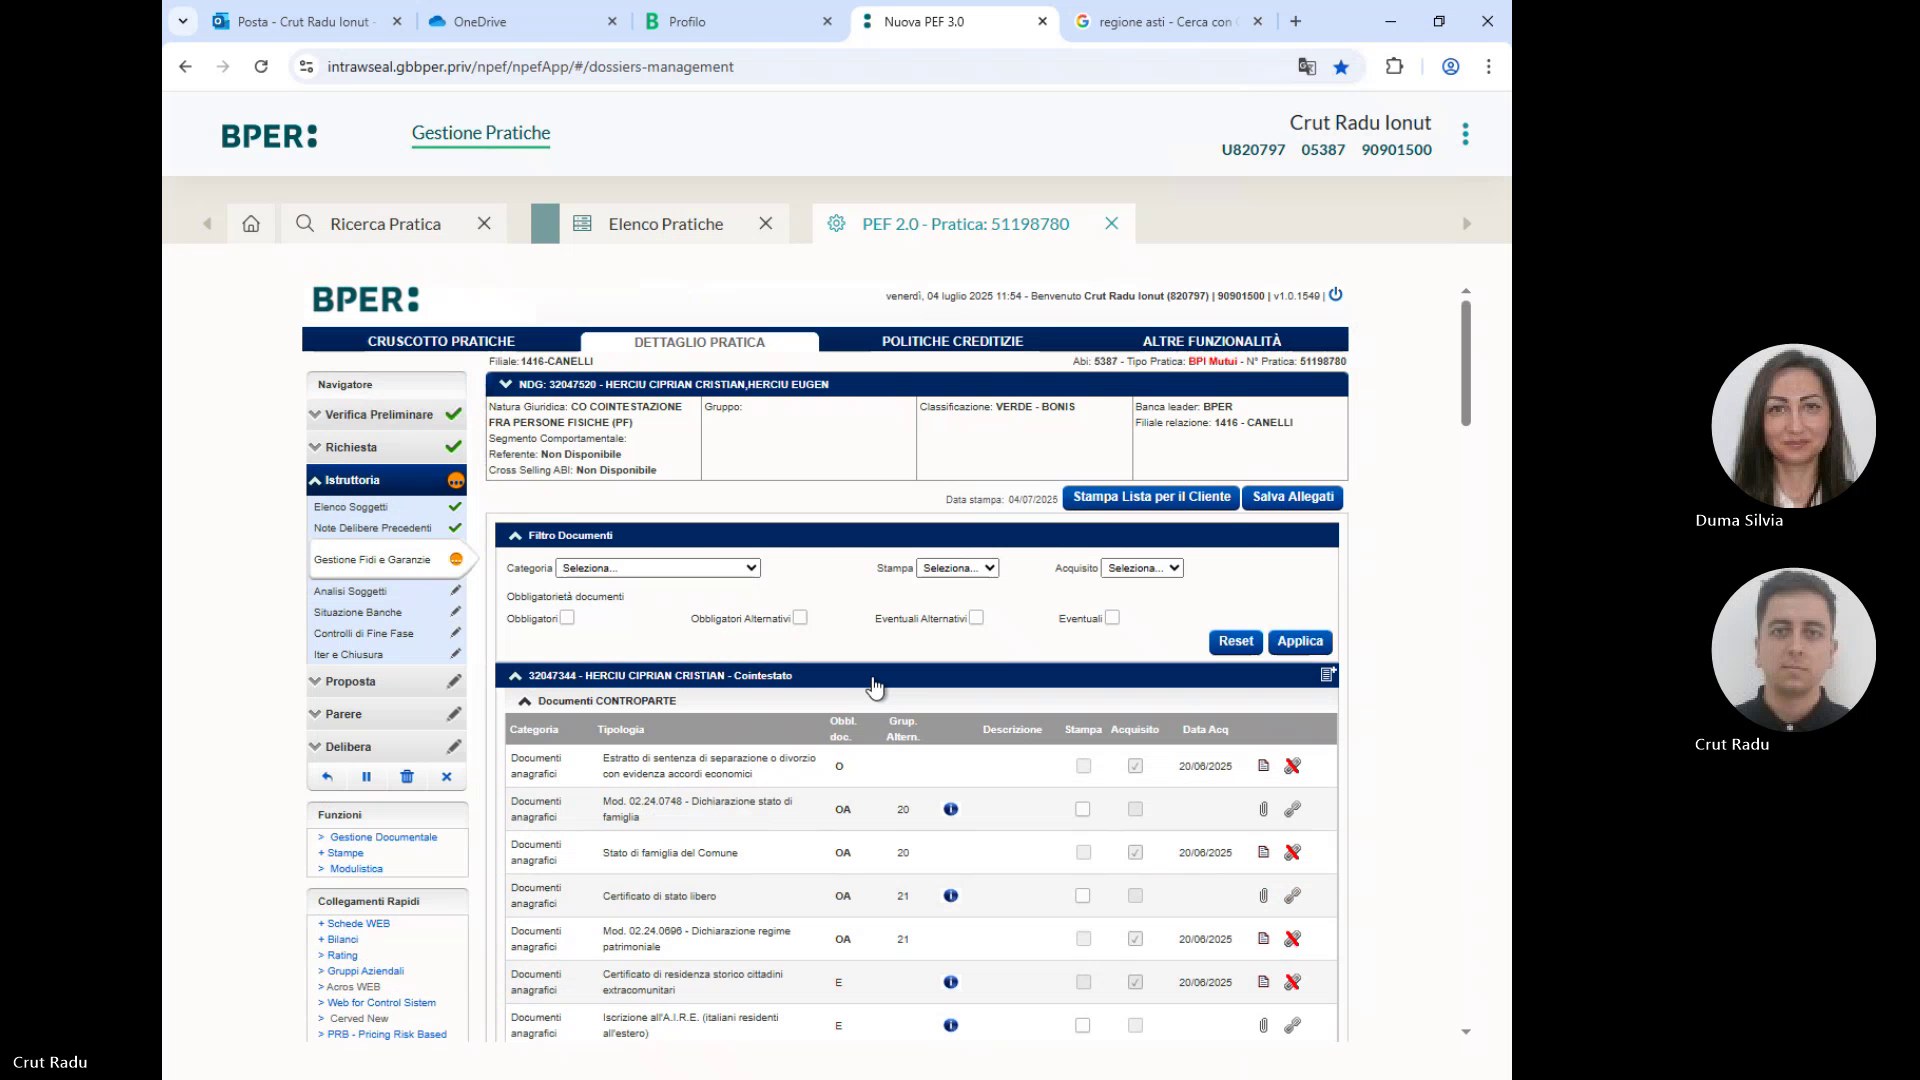 Posta - Crut Radu Ionut -
OneDrive
Profilo
Nuova PEF 3.0
regione asti - Cerca con
intrawseal.gbbper.priv/npef/npefApp/#/dossiers-management
BPER:
Gestione Pratiche
Crut Radu Ionut
U820797 05387 90901500
Ricerca Pratica
Elenco Pratiche
PEF 2.0 - Pratica: 51198780
BPER:
venerdì, 04 luglio 2025 11:54 - Benvenuto Crut Radu Ionut (820797) | 90901500 | v1.0.1549 |
CRUSCOTTO PRATICHE
DETTAGLIO PRATICA
POLITICHE CREDITIZIE
ALTRE FUNZIONALITÀ
Filiale: 1416-CANELLI
Abi: 5387 - Tipo Pratica: BPI Mutui - N° Pratica: 51198780
Navigatore
Verifica Preliminare
Richiesta
Istruttoria
Elenco Soggetti
Note Delibere Precedenti
Gestione Fidi e Garanzie
Analisi Soggetti
Situazione Banche
Controlli di Fine Fase
Iter e Chiusura
Proposta
Parere
Delibera
Funzioni
> Gestione Documentale
+ Stampe
> Modulistica
Collegamenti Rapidi
+ Schede WEB
+ Bilanci
> Rating
> Gruppi Aziendali
> Acros WEB
> Web for Control Sistem
> Cerved New
> PRB - Pricing Risk Based
NDG: 32047520 - HERCIU CIPRIAN CRISTIAN,HERCIU EUGEN
Natura Giuridica: CO COINTESTAZIONE
FRA PERSONE FISICHE (PF)
Segmento Comportamentale:
Referente: Non Disponibile
Cross Selling ABI: Non Disponibile
Gruppo:
Classificazione: VERDE - BONIS
Banca leader: BPER
Filiale relazione: 1416 - CANELLI
Data stampa: 04/07/2025
Stampa Lista per il Cliente
Salva Allegati
Filtro Documenti
Categoria Seleziona...
Stampa Seleziona...
Acquisito Seleziona...
Obbligatorietà documenti
Obbligatori
Obbligatori Alternativi
Eventuali Alternativi
Eventuali
Reset
Applica
32047344 - HERCIU CIPRIAN CRISTIAN - Cointestato
Documenti CONTROPARTE
Categoria Tipologia Obbl. doc. Grup. Altern. Descrizione Stampa Acquisito Data Acq
Documenti anagrafici Estratto di sentenza di separazione o divorzio con evidenza accordi economici O 20/06/2025
Documenti anagrafici Mod. 02.24.0748 - Dichiarazione stato di famiglia OA 20
Documenti anagrafici Stato di famiglia del Comune OA 20 20/06/2025
Documenti anagrafici Certificato di stato libero OA 21
Documenti anagrafici Mod. 02.24.0696 - Dichiarazione regime patrimoniale OA 21 20/06/2025
Documenti anagrafici Certificato di residenza storico cittadini extracomunitari E 20/06/2025
Documenti anagrafici Iscrizione all'A.I.R.E. (italiani residenti all'estero) E
Duma Silvia
Crut Radu
Crut Radu